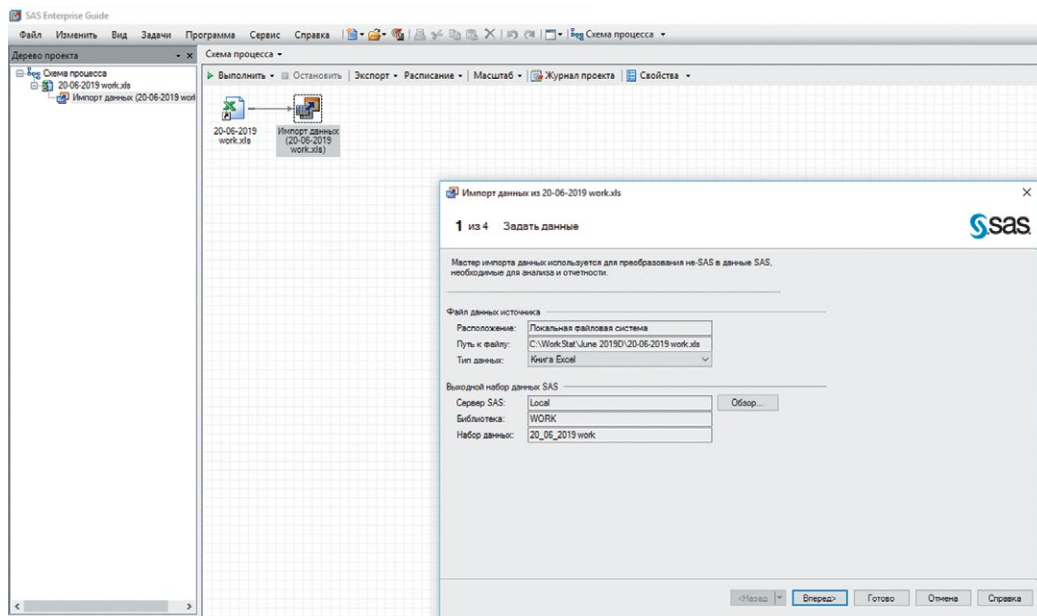 SAS Enterprise Guide
Файл Изменить Вид Задачи Программа Сервис Справка Схема процесса
Дерево проекта
Схема процесса
20-06-2019 work.xls
Импорт данных (20-06-2019 worl
Схема процесса
Выполнить Остановить Экспорт Расписание Масштаб Журнал проекта Свойства
20-06-2019
work.xls
Импорт данных
(20-06-2019
work.xls)
Импорт данных из 20-06-2019 work.xls
1 из 4 Задать данные
sas
Мастер импорта данных используется для преобразования не-SAS в данные SAS,
необходимые для анализа и отчетности.
Файл данных источника
Расположение: Локальная файловая система
Путь к файлу: C:\WorkStat\June 2019D\20-06-2019 work.xls
Тип данных: Книга Excel
Выходной набор данных SAS
Сервер SAS: Local Обзор...
Библиотека: WORK
Набор данных: 20_06_2019 work
<Назад Вперед> Готово Отмена Справка